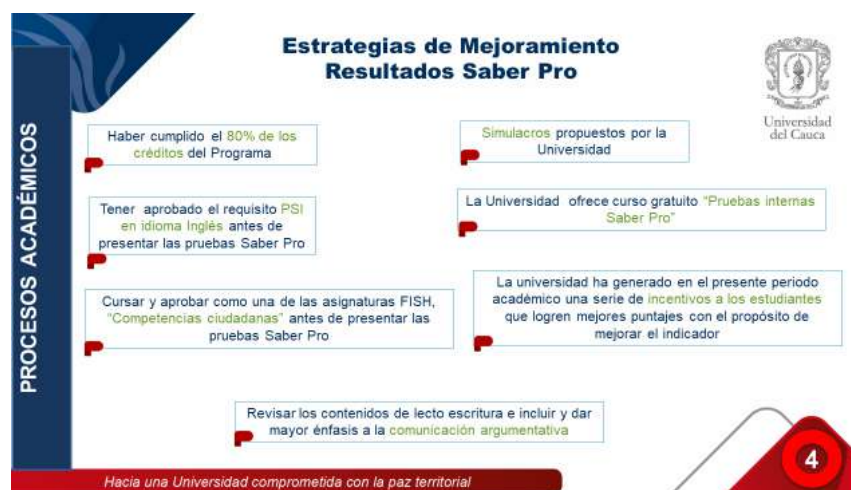 Estrategias de Mejoramiento
Resultados Saber Pro
Universidad
del Cauca
PROCESOS ACADÉMICOS
Haber cumplido el 80% de los
créditos del Programa
Tener aprobado el requisito PSI
en idioma Inglés antes de
presentar las pruebas Saber Pro
Cursar y aprobar como una de las asignaturas FISH,
“Competencias ciudadanas” antes de presentar las
pruebas Saber Pro
Simulacros propuestos por la
Universidad
La Universidad ofrece curso gratuito “Pruebas internas
Saber Pro”
La universidad ha generado en el presente periodo
académico una serie de incentivos a los estudiantes
que logren mejores puntajes con el propósito de
mejorar el indicador
Revisar los contenidos de lecto escritura e incluir y dar
mayor énfasis a la comunicación argumentativa
4
Hacia una Universidad comprometida con la paz territorial